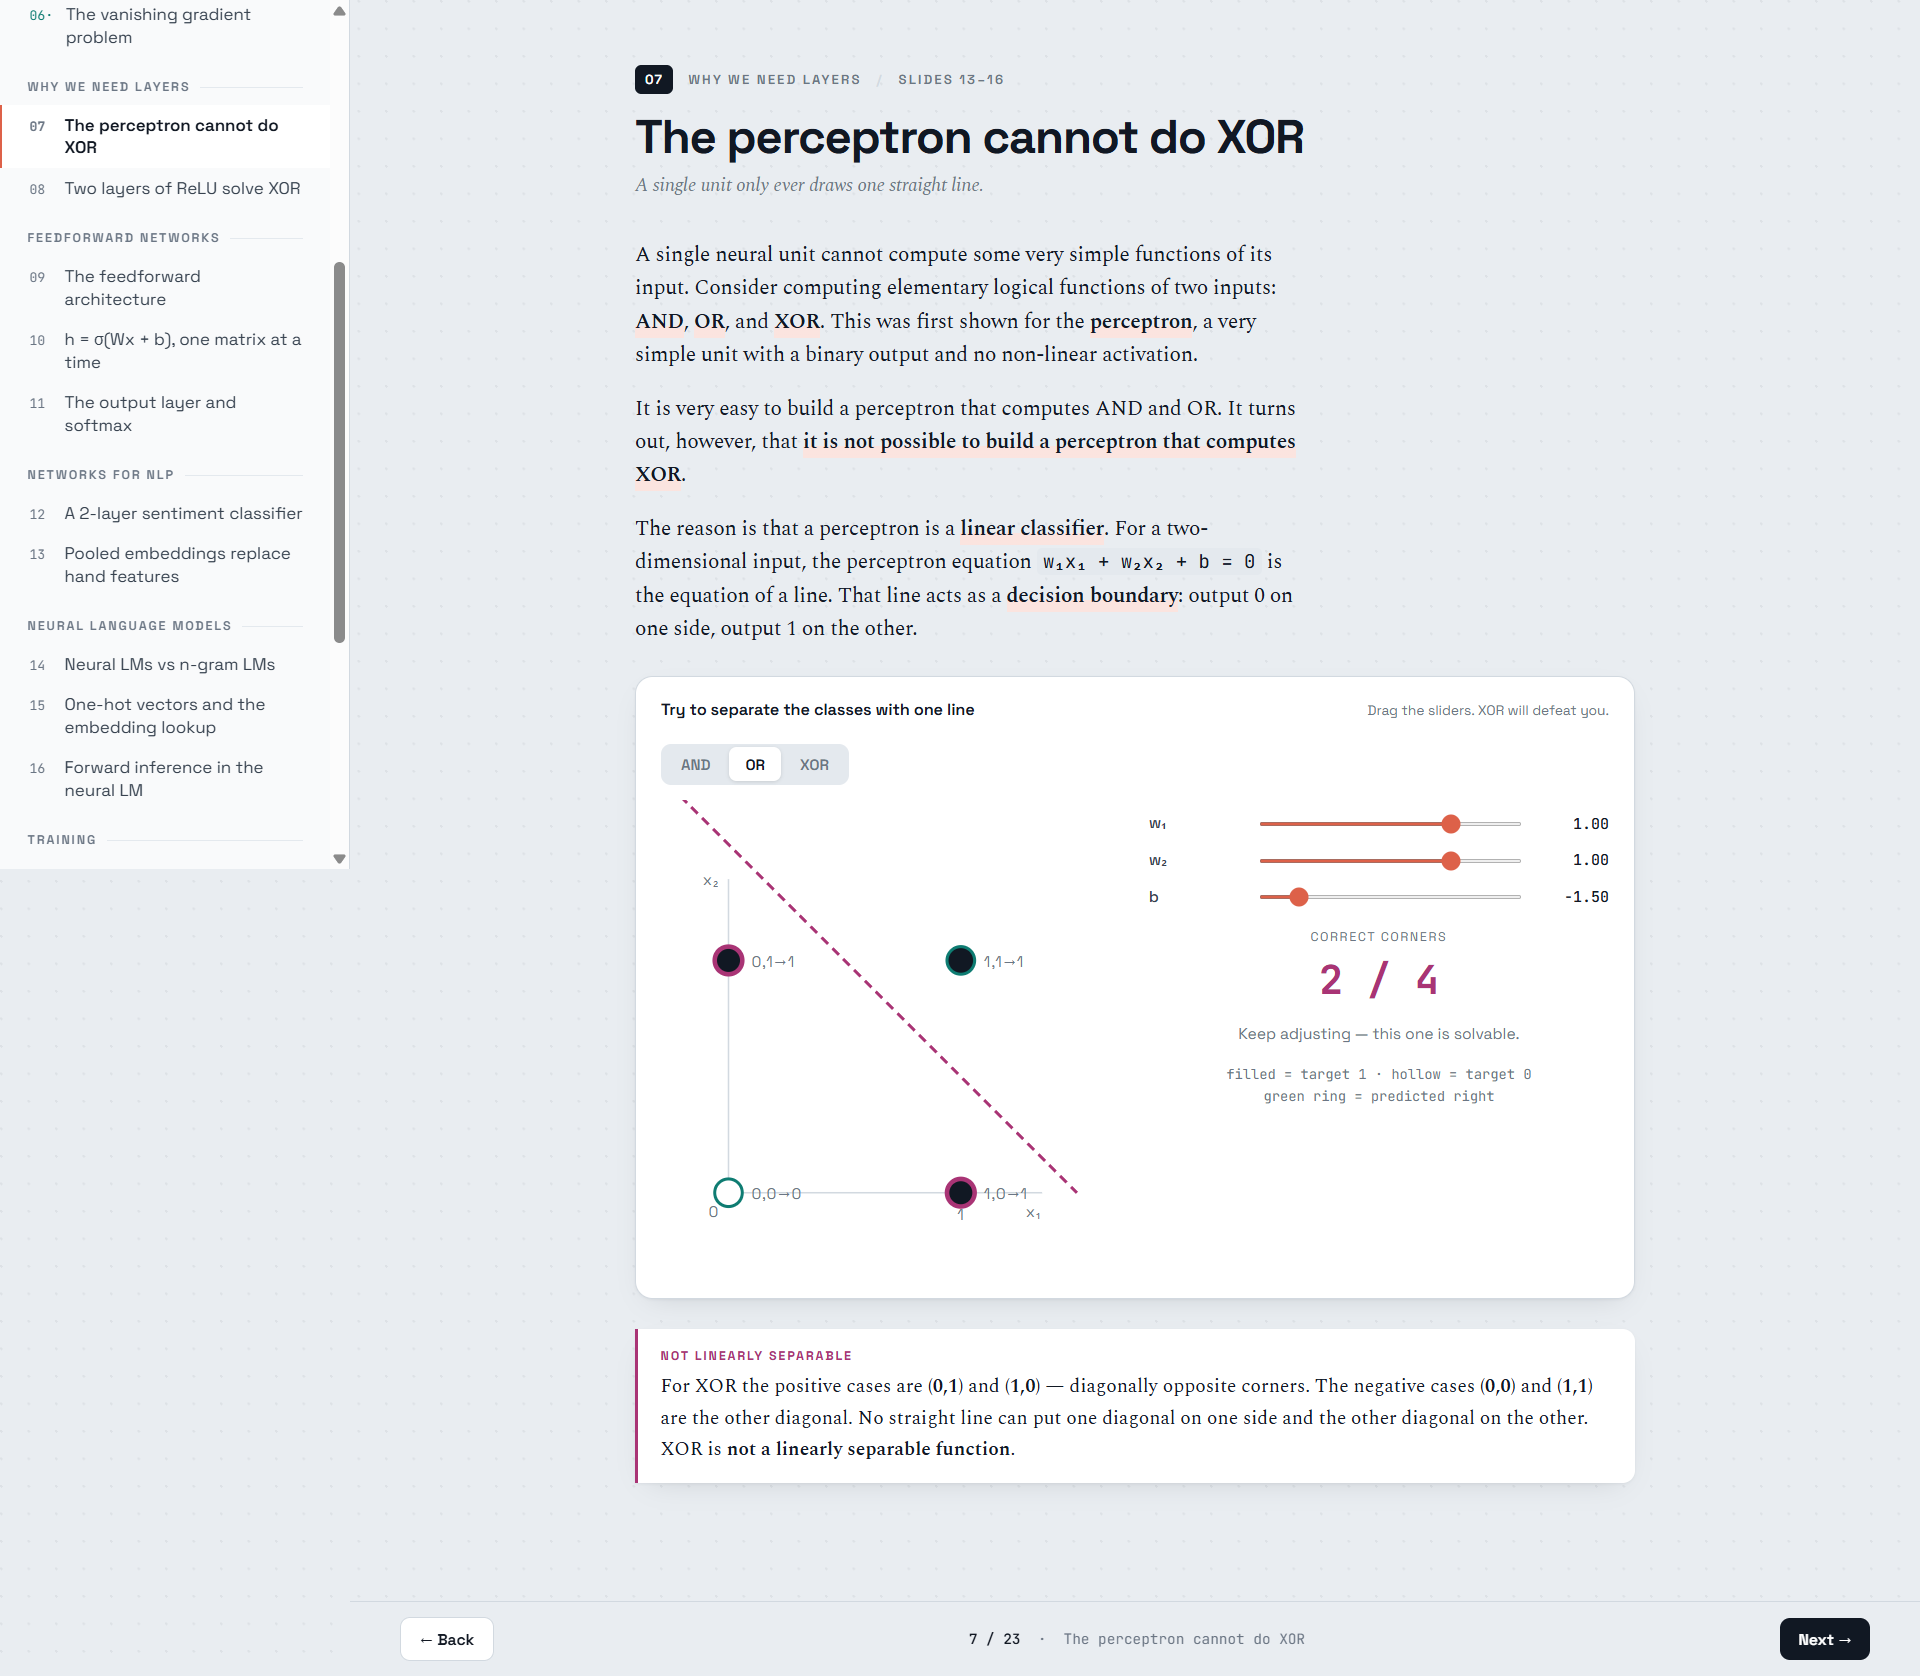 06· The vanishing gradient
problem
WHY WE NEED LAYERS
07 The perceptron cannot do
XOR
08 Two layers of ReLU solve XOR
FEEDFORWARD NETWORKS
09 The feedforward
architecture
10 h = σ(Wx + b), one matrix at a
time
11 The output layer and
softmax
NETWORKS FOR NLP
12 A 2-layer sentiment classifier
13 Pooled embeddings replace
hand features
NEURAL LANGUAGE MODELS
14 Neural LMs vs n-gram LMs
15 One-hot vectors and the
embedding lookup
16 Forward inference in the
neural LM
TRAINING
07 WHY WE NEED LAYERS / SLIDES 13–16
The perceptron cannot do XOR
A single unit only ever draws one straight line.
A single neural unit cannot compute some very simple functions of its
input. Consider computing elementary logical functions of two inputs:
AND, OR, and XOR. This was first shown for the perceptron, a very
simple unit with a binary output and no non-linear activation.
It is very easy to build a perceptron that computes AND and OR. It turns
out, however, that it is not possible to build a perceptron that computes
XOR.
The reason is that a perceptron is a linear classifier. For a two-
dimensional input, the perceptron equation w₁x₁ + w₂x₂ + b = 0 is
the equation of a line. That line acts as a decision boundary: output 0 on
one side, output 1 on the other.
Try to separate the classes with one line
Drag the sliders. XOR will defeat you.
AND OR XOR
x₂
0,1→1
1,1→1
0,0→0
1,0→1
0
1
x₁
w₁ 1.00
w₂ 1.00
b -1.50
CORRECT CORNERS
2 / 4
Keep adjusting — this one is solvable.
filled = target 1 · hollow = target 0
green ring = predicted right
NOT LINEARLY SEPARABLE
For XOR the positive cases are (0,1) and (1,0) — diagonally opposite corners. The negative cases (0,0) and (1,1)
are the other diagonal. No straight line can put one diagonal on one side and the other diagonal on the other.
XOR is not a linearly separable function.
← Back
7 / 23 · The perceptron cannot do XOR
Next →